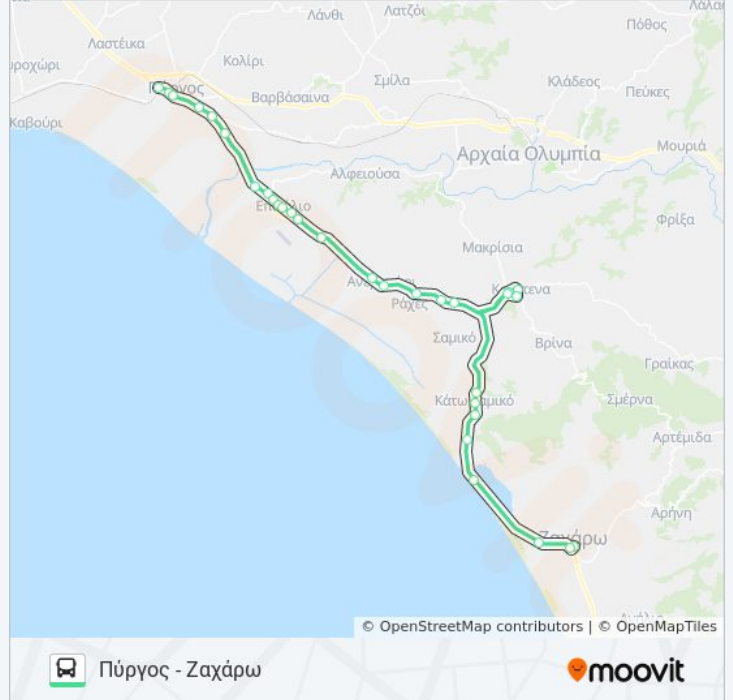 Λάνθι
Λατζόι
Λαστέικα
Πόθος
Κολίρι
Σμίλα
Κλάδεος
Πεύκες
Βαρβάσαινα
Καβούρι
Μουριά
Αρχαία Ολυμπία
Αλφειούσα
Φρίξα
Μακρίσια
Ράχες
Σαμικό
Βρίνα
Γραίκας
Σμέρνα
Αρτέμιδα
Αρήνη
Ζαχάρω
© OpenStreetMap contributors | © OpenMapTiles
Πύργος - Ζαχάρω
moovit